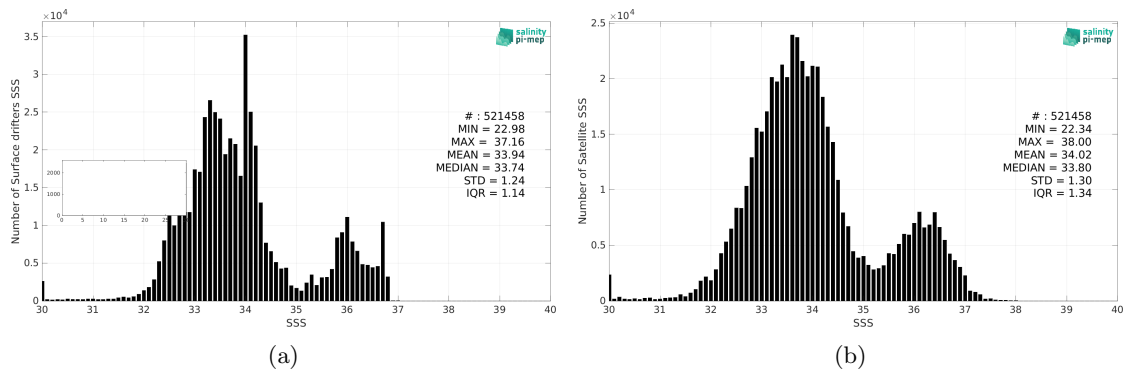 ×10⁴
3.5
3
2.5
2
1.5
1
0.5
0
Number of Surface drifters SSS
30 31 32 33 34 35 36 37 38 39 40
SSS
2000
1000
0
0 5 10 15 20 25
salinity
pi-mep
# : 521458
MIN = 22.98
MAX = 37.16
MEAN = 33.94
MEDIAN = 33.74
STD = 1.24
IQR = 1.14
(a)
×10⁴
2.5
2
1.5
1
0.5
0
Number of Satellite SSS
30 31 32 33 34 35 36 37 38 39 40
SSS
salinity
pi-mep
# : 521458
MIN = 22.34
MAX = 38.00
MEAN = 34.02
MEDIAN = 33.80
STD = 1.30
IQR = 1.34
(b)